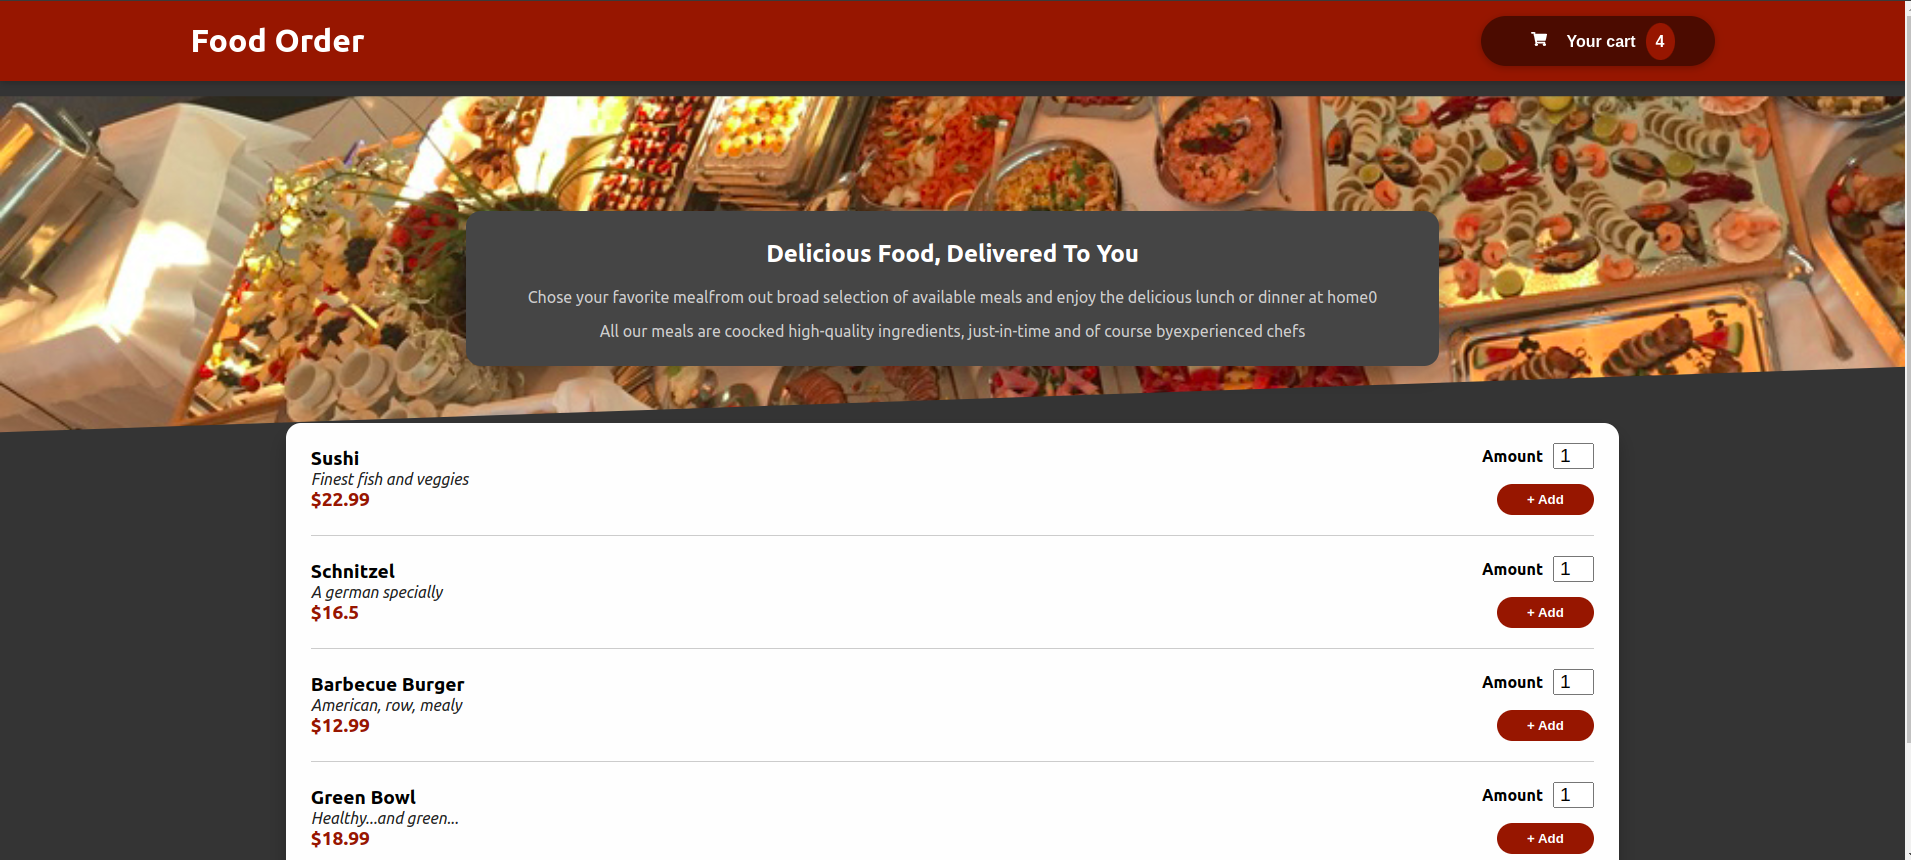 Food Order
Your cart 4
Delicious Food, Delivered To You
Chose your favorite mealfrom out broad selection of available meals and enjoy the delicious lunch or dinner at home0
All our meals are coocked high-quality ingredients, just-in-time and of course byexperienced chefs
Sushi
Finest fish and veggies
$22.99
Amount 1
+ Add
Schnitzel
A german specially
$16.5
Amount 1
+ Add
Barbecue Burger
American, row, mealy
$12.99
Amount 1
+ Add
Green Bowl
Healthy...and green...
$18.99
Amount 1
+ Add